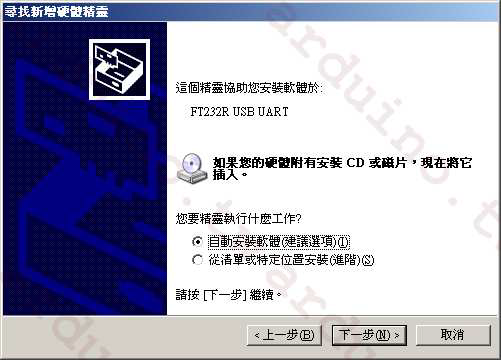 尋找新增硬體精靈
這個精靈協助您安裝軟體於:
FT232R USB UART
如果您的硬體附有安裝 CD 或磁片，現在將它
插入。
您要精靈執行什麼工作?
自動安裝軟體(建議選項)(I)
從清單或特定位置安裝(進階)(S)
請按 [下一步] 繼續。
< 上一步(B)
下一步(N) >
取消
arduino.t
arduino